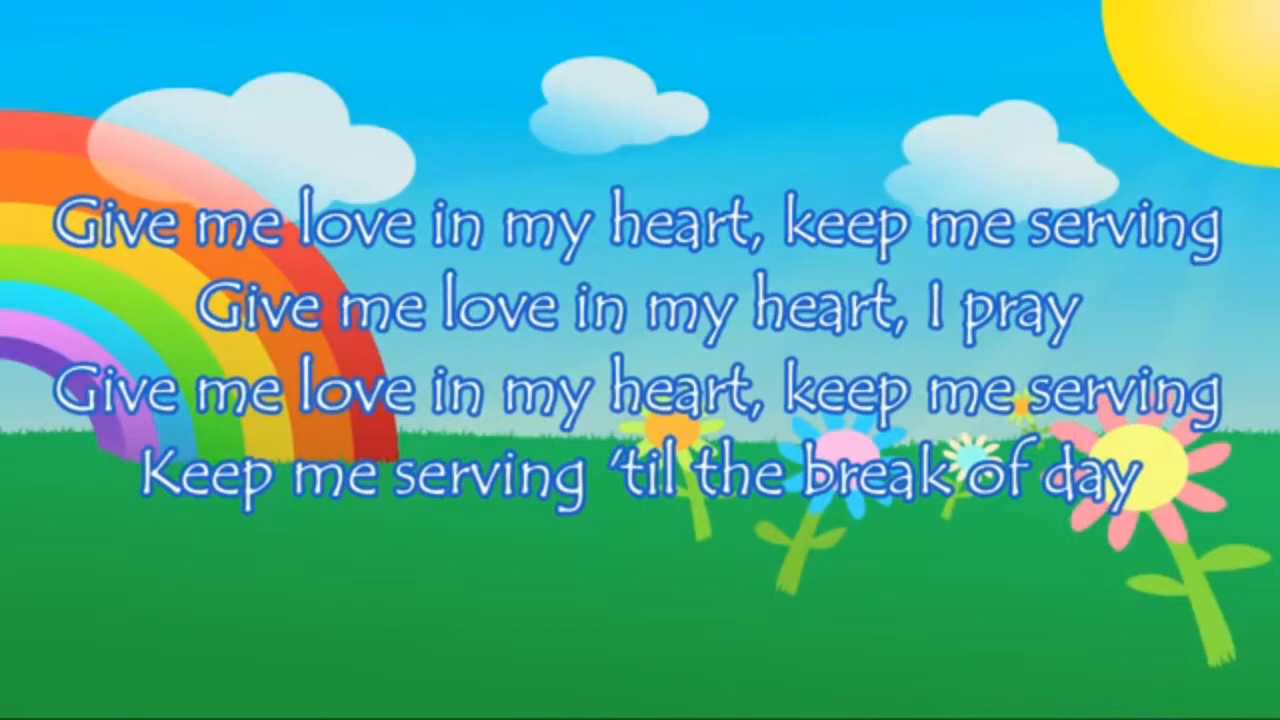 Give me love in my heart, keep me serving
Give me love in my heart, I pray
Give me love in my heart, keep me serving
Keep me serving 'til the break of day